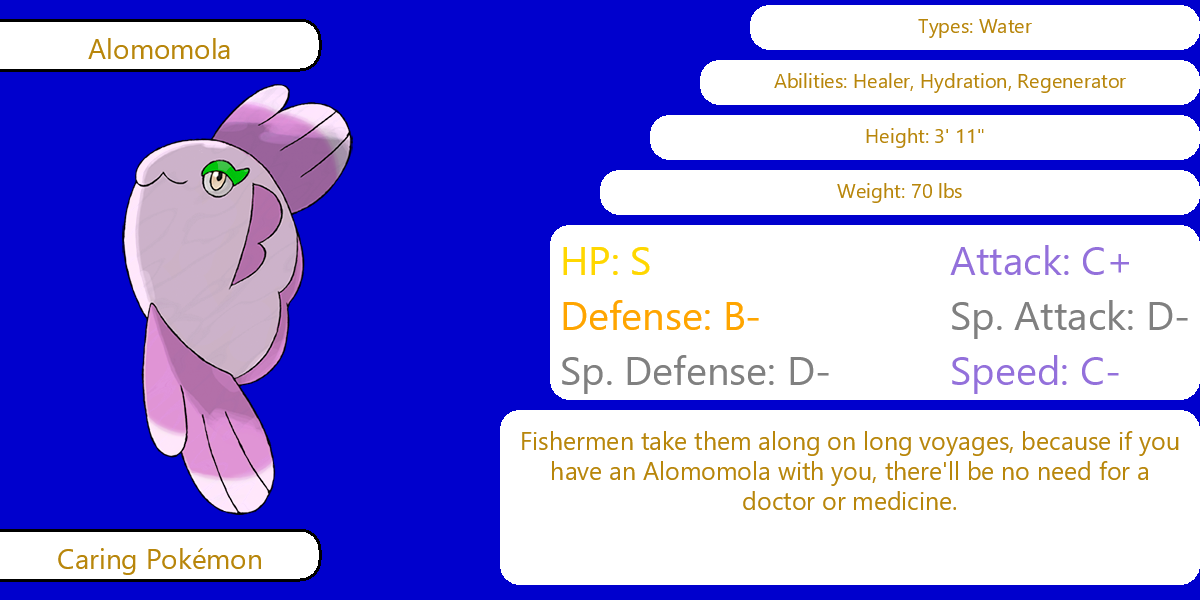 Alomomola
Types: Water
Abilities: Healer, Hydration, Regenerator
Height: 3' 11"
Weight: 70 lbs
HP: S
Attack: C+
Defense: B-
Sp. Attack: D-
Sp. Defense: D-
Speed: C-
Fishermen take them along on long voyages, because if you
have an Alomomola with you, there'll be no need for a
doctor or medicine.
Caring Pokémon